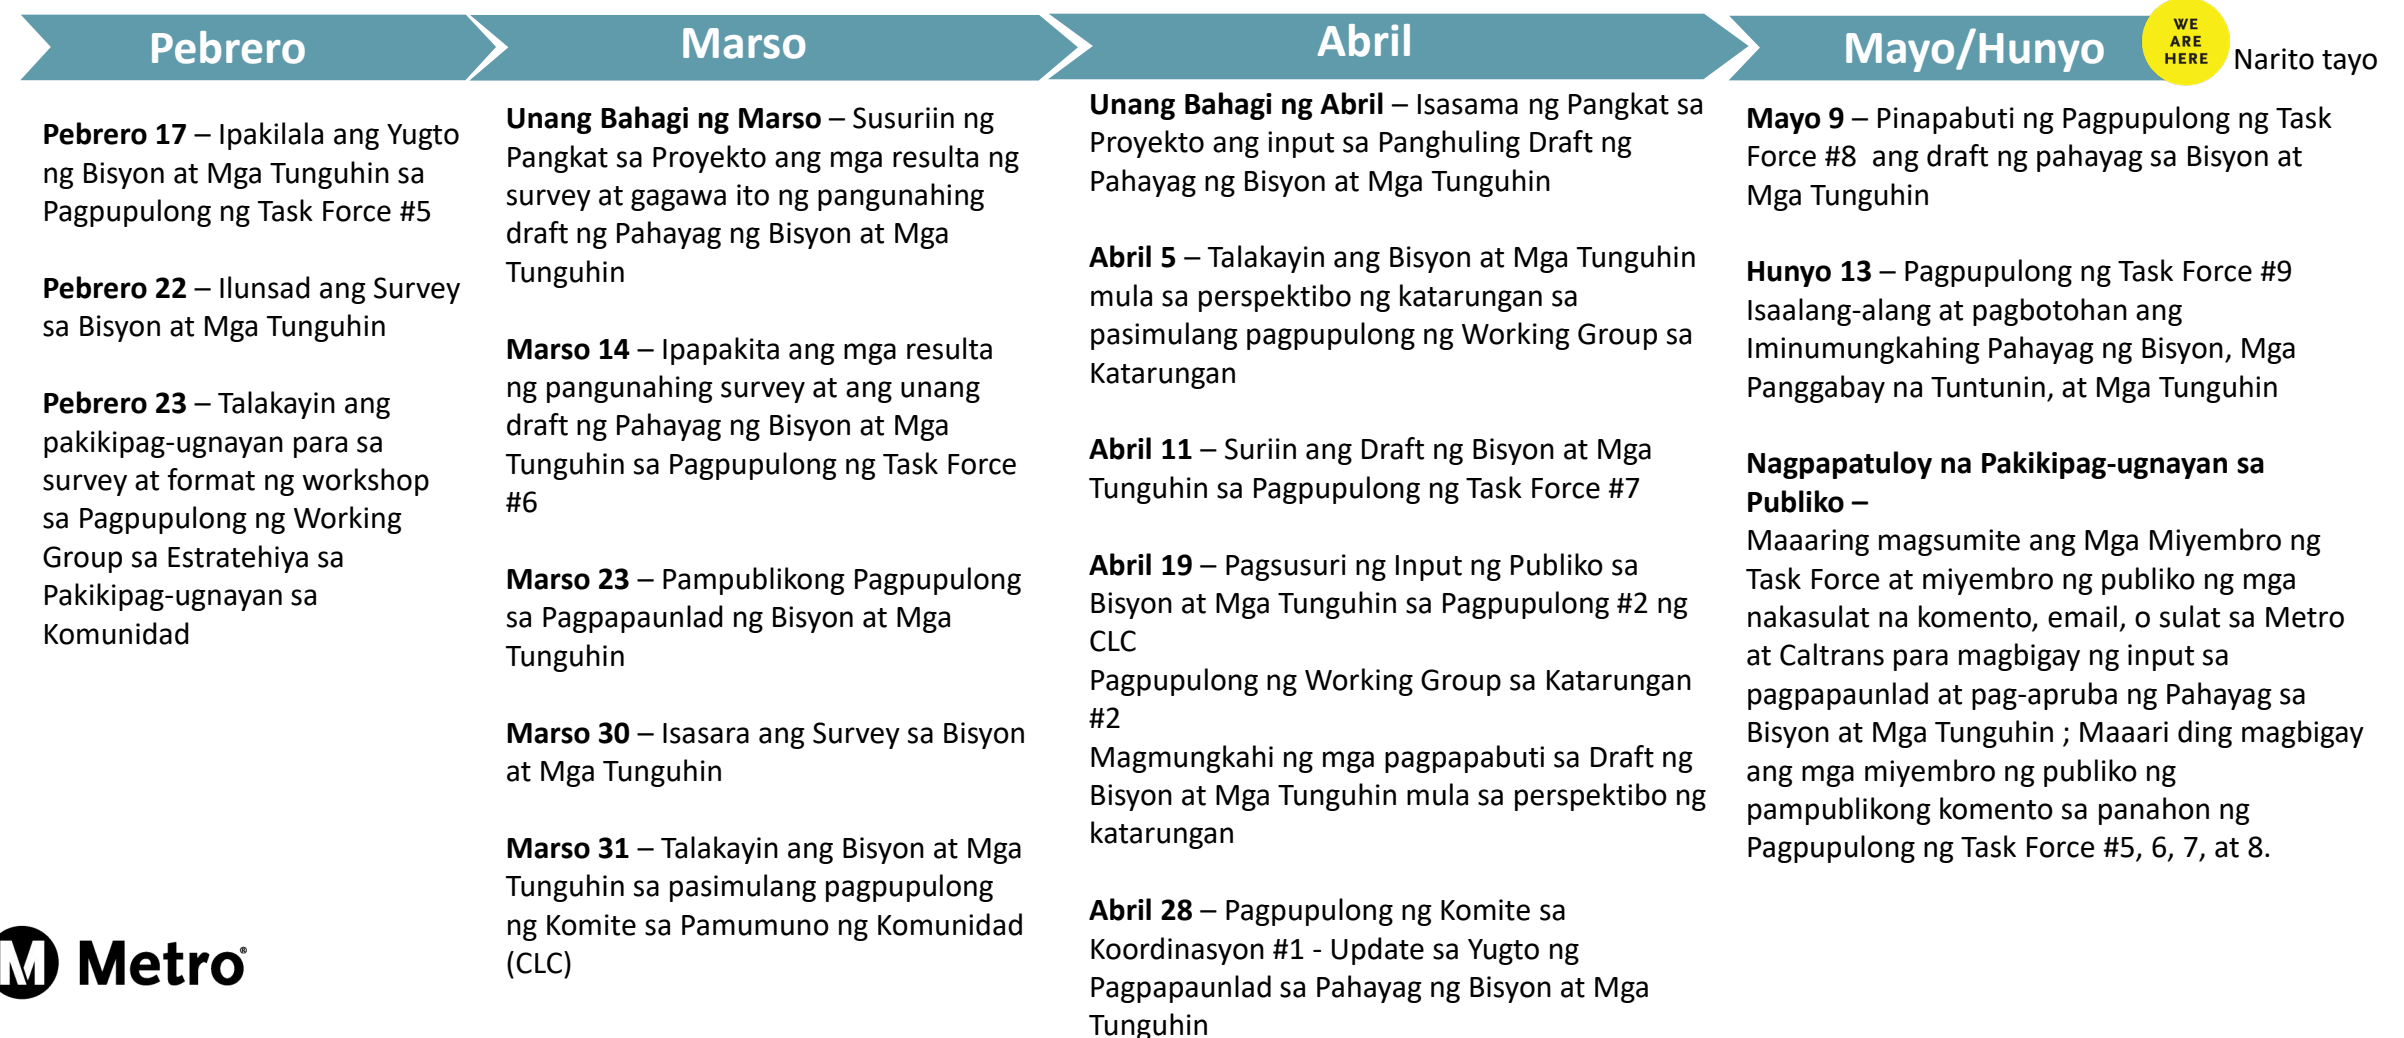 Pebrero
Pebrero 17 – Ipakilala ang Yugto
ng Bisyon at Mga Tunguhin sa
Pagpupulong ng Task Force #5
Pebrero 22 – Ilunsad ang Survey
sa Bisyon at Mga Tunguhin
Pebrero 23 – Talakayin ang
pakikipag-ugnayan para sa
survey at format ng workshop
sa Pagpupulong ng Working
Group sa Estratehiya sa
Pakikipag-ugnayan sa
Komunidad
Marso
Unang Bahagi ng Marso – Susuriin ng
Pangkat sa Proyekto ang mga resulta ng
survey at gagawa ito ng pangunahing
draft ng Pahayag ng Bisyon at Mga
Tunguhin
Marso 14 – Ipapakita ang mga resulta
ng pangunahing survey at ang unang
draft ng Pahayag ng Bisyon at Mga
Tunguhin sa Pagpupulong ng Task Force
#6
Marso 23 – Pampublikong Pagpupulong
sa Pagpapaunlad ng Bisyon at Mga
Tunguhin
Marso 30 – Isasara ang Survey sa Bisyon
at Mga Tunguhin
Marso 31 – Talakayin ang Bisyon at Mga
Tunguhin sa pasimulang pagpupulong
ng Komite sa Pamumuno ng Komunidad
(CLC)
Abril
Unang Bahagi ng Abril – Isasama ng Pangkat sa
Proyekto ang input sa Panghuling Draft ng
Pahayag ng Bisyon at Mga Tunguhin
Abril 5 – Talakayin ang Bisyon at Mga Tunguhin
mula sa perspektibo ng katarungan sa
pasimulang pagpupulong ng Working Group sa
Katarungan
Abril 11 – Suriin ang Draft ng Bisyon at Mga
Tunguhin sa Pagpupulong ng Task Force #7
Abril 19 – Pagsusuri ng Input ng Publiko sa
Bisyon at Mga Tunguhin sa Pagpupulong #2 ng
CLC
Pagpupulong ng Working Group sa Katarungan
#2
Magmungkahi ng mga pagpapabuti sa Draft ng
Bisyon at Mga Tunguhin mula sa perspektibo ng
katarungan
Abril 28 – Pagpupulong ng Komite sa
Koordinasyon #1 - Update sa Yugto ng
Pagpapaunlad sa Pahayag ng Bisyon at Mga
Tunguhin
Mayo/Hunyo
WE
ARE
HERE
Narito tayo
Mayo 9 – Pinapabuti ng Pagpupulong ng Task
Force #8 ang draft ng pahayag sa Bisyon at
Mga Tunguhin
Hunyo 13 – Pagpupulong ng Task Force #9
Isaalang-alang at pagbotohan ang
Iminumungkahing Pahayag ng Bisyon, Mga
Panggabay na Tuntunin, at Mga Tunguhin
Nagpapatuloy na Pakikipag-ugnayan sa
Publiko –
Maaaring magsumite ang Mga Miyembro ng
Task Force at miyembro ng publiko ng mga
nakasulat na komento, email, o sulat sa Metro
at Caltrans para magbigay ng input sa
pagpapaunlad at pag-apruba ng Pahayag sa
Bisyon at Mga Tunguhin ; Maaari ding magbigay
ang mga miyembro ng publiko ng
pampublikong komento sa panahon ng
Pagpupulong ng Task Force #5, 6, 7, at 8.
M Metro®